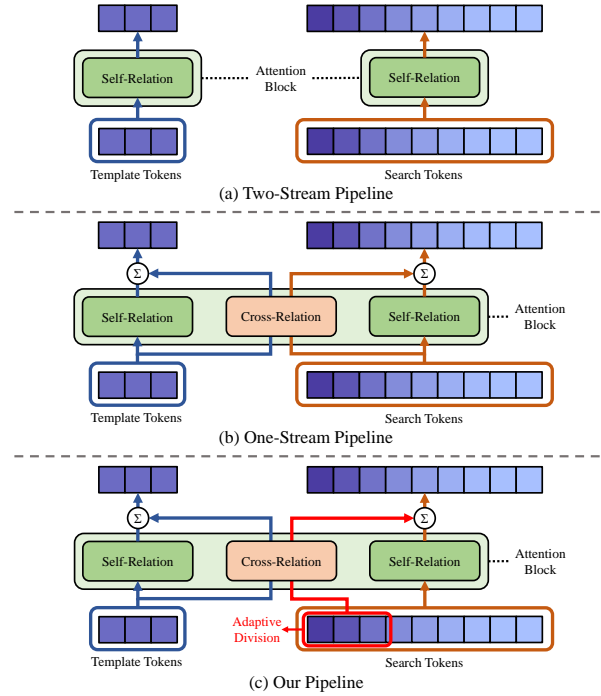 Self-Relation
Attention
Block
Self-Relation
Template Tokens
Search Tokens
(a) Two-Stream Pipeline
Σ
Σ
Self-Relation
Cross-Relation
Self-Relation
Attention
Block
Template Tokens
Search Tokens
(b) One-Stream Pipeline
Σ
Σ
Self-Relation
Cross-Relation
Self-Relation
Attention
Block
Adaptive
Division
Template Tokens
Search Tokens
(c) Our Pipeline